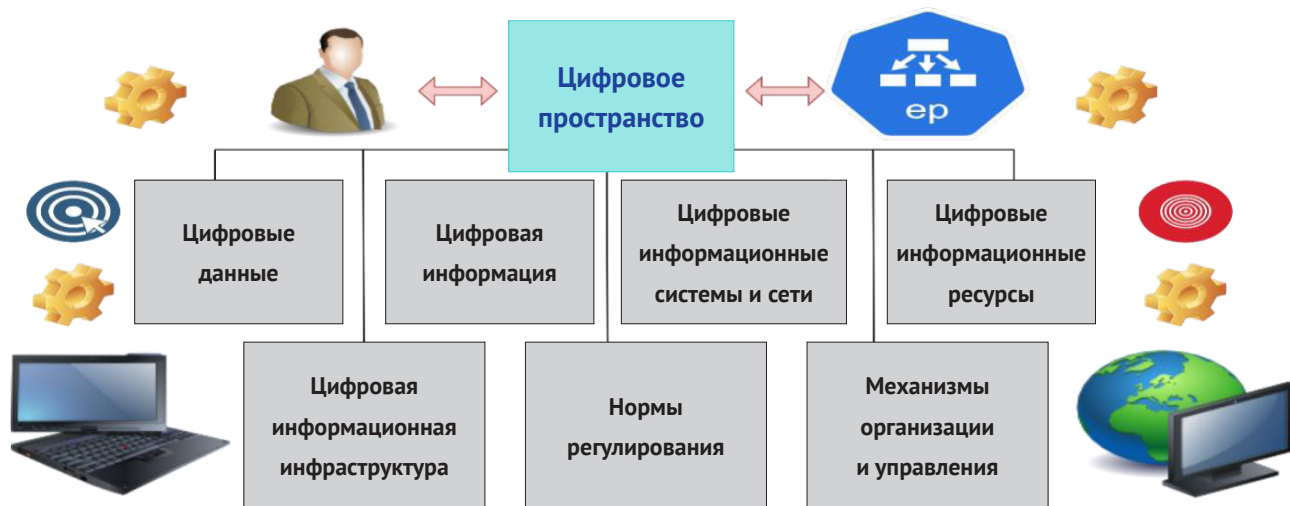 Цифровое
пространство
ep
Цифровые
данные
Цифровая
информация
Цифровые
информационные
системы и сети
Цифровые
информационные
ресурсы
Цифровая
информационная
инфраструктура
Нормы
регулирования
Механизмы
организации
и управления